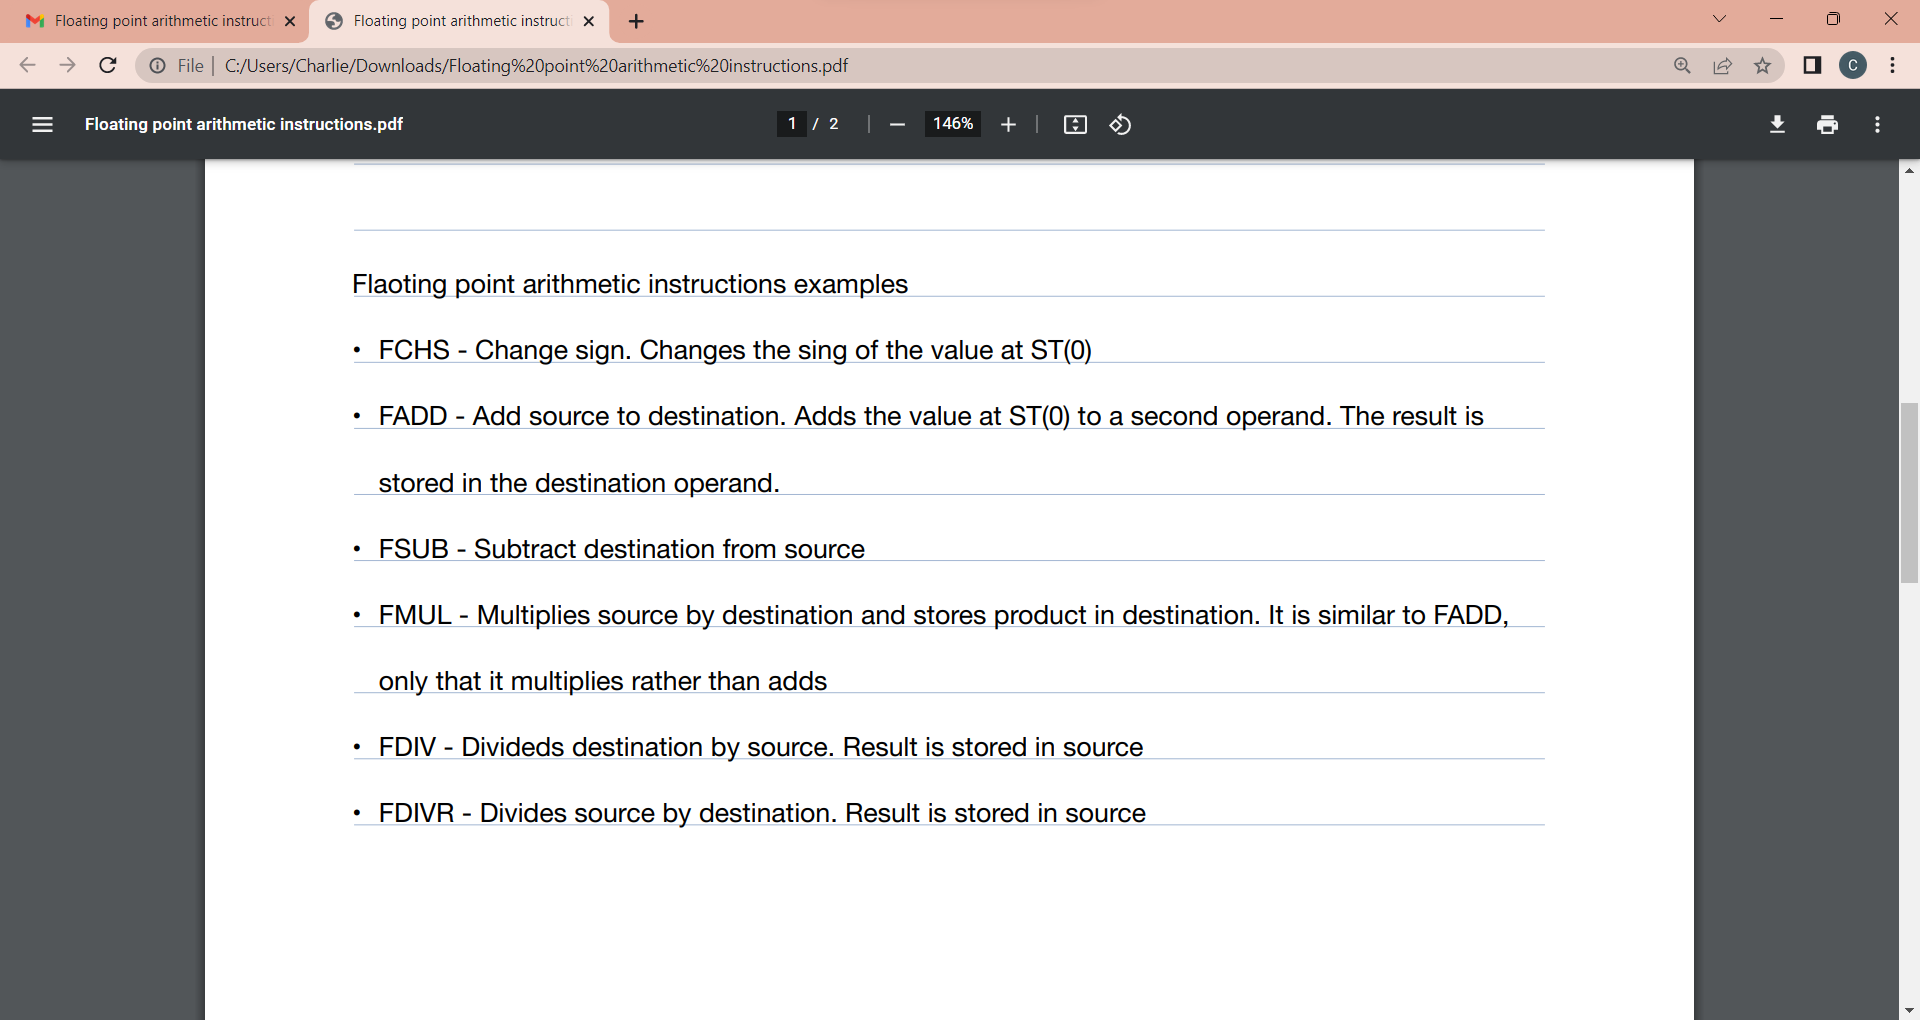 Floating point arithmetic instruct
Floating point arithmetic instructi
File | C:/Users/Charlie/Downloads/Floating%20point%20arithmetic%20instructions.pdf
C
Floating point arithmetic instructions.pdf
1 / 2
146%
Flaoting point arithmetic instructions examples
• FCHS - Change sign. Changes the sing of the value at ST(0)
• FADD - Add source to destination. Adds the value at ST(0) to a second operand. The result is
stored in the destination operand.
• FSUB - Subtract destination from source
• FMUL - Multiplies source by destination and stores product in destination. It is similar to FADD,
only that it multiplies rather than adds
• FDIV - Divideds destination by source. Result is stored in source
• FDIVR - Divides source by destination. Result is stored in source